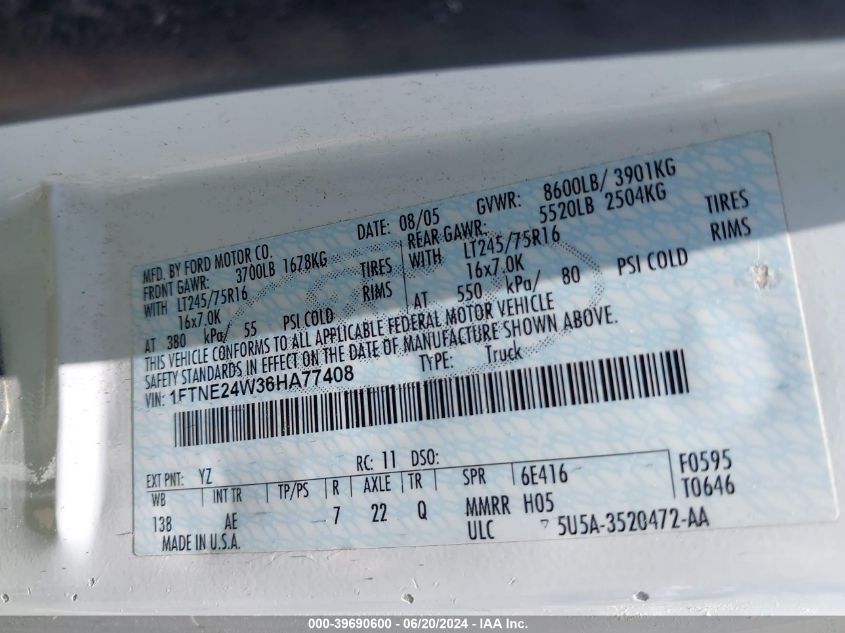 MFD. BY FORD MOTOR CO.
DATE: 08/05
GVWR: 8600LB/ 3901KG
FRONT GAWR: 3700LB 1678KG
REAR GAWR: 5520LB 2504KG
WITH LT245/75R16 TIRES
WITH LT245/75R16 TIRES
16x7.0K RIMS
16x7.0K RIMS
AT 380 kPa/ 55 PSI COLD
AT 550 kPa/ 80 PSI COLD
THIS VEHICLE CONFORMS TO ALL APPLICABLE FEDERAL MOTOR VEHICLE
SAFETY STANDARDS IN EFFECT ON THE DATE OF MANUFACTURE SHOWN ABOVE.
VIN: 1FTNE24W36HA77408
TYPE: Truck
EXT PNT: YZ RC: 11 DSO:
WB INT TR TP/PS R AXLE TR SPR 6E416 F0595
138 AE 7 22 Q MMRR H05 T0646
ULC 5U5A-3520472-AA
MADE IN U.S.A.
000-39690600 - 06/20/2024 - IAA Inc.